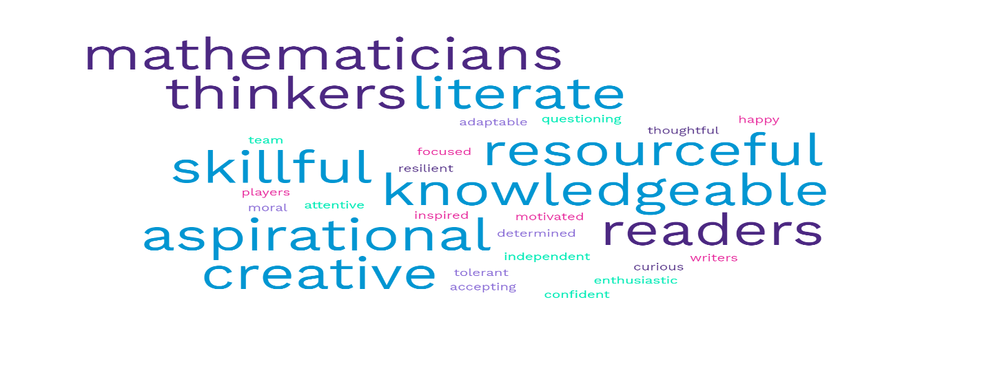 mathematicians
thinkers literate
adaptable questioning happy
thoughtful
team
focused resourceful
skillful resilient
knowledgeable
players
moral attentive
inspired motivated
aspirational determined readers
independent writers
creative tolerant curious
accepting enthusiastic
confident